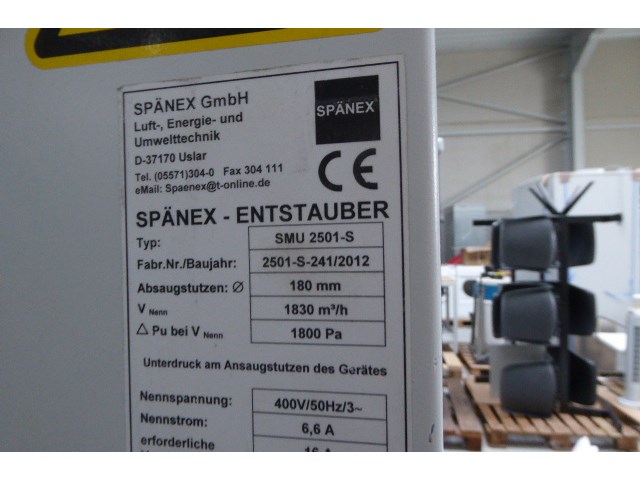 SPÄNEX GmbH
Luft-, Energie- und
Umwelttechnik
D-37170 Uslar
Tel. (05571)304-0 Fax 304 111
eMail: Spaenex@t-online.de
SPÄNEX
CE
SPÄNEX - ENTSTAUBER
Typ: SMU 2501-S
Fabr.Nr./Baujahr: 2501-S-241/2012
Absaugstutzen: Ø 180 mm
V Nenn 1830 m³/h
△ Pu bei V Nenn 1800 Pa
Unterdruck am Ansaugstutzen des Gerätes
Nennspannung: 400V/50Hz/3~
Nennstrom: 6,6 A
erforderliche
16 A